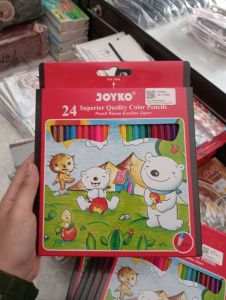 JOYKO
24 Superior Quality Color Pencils
Pensil Warna Kualitas Super